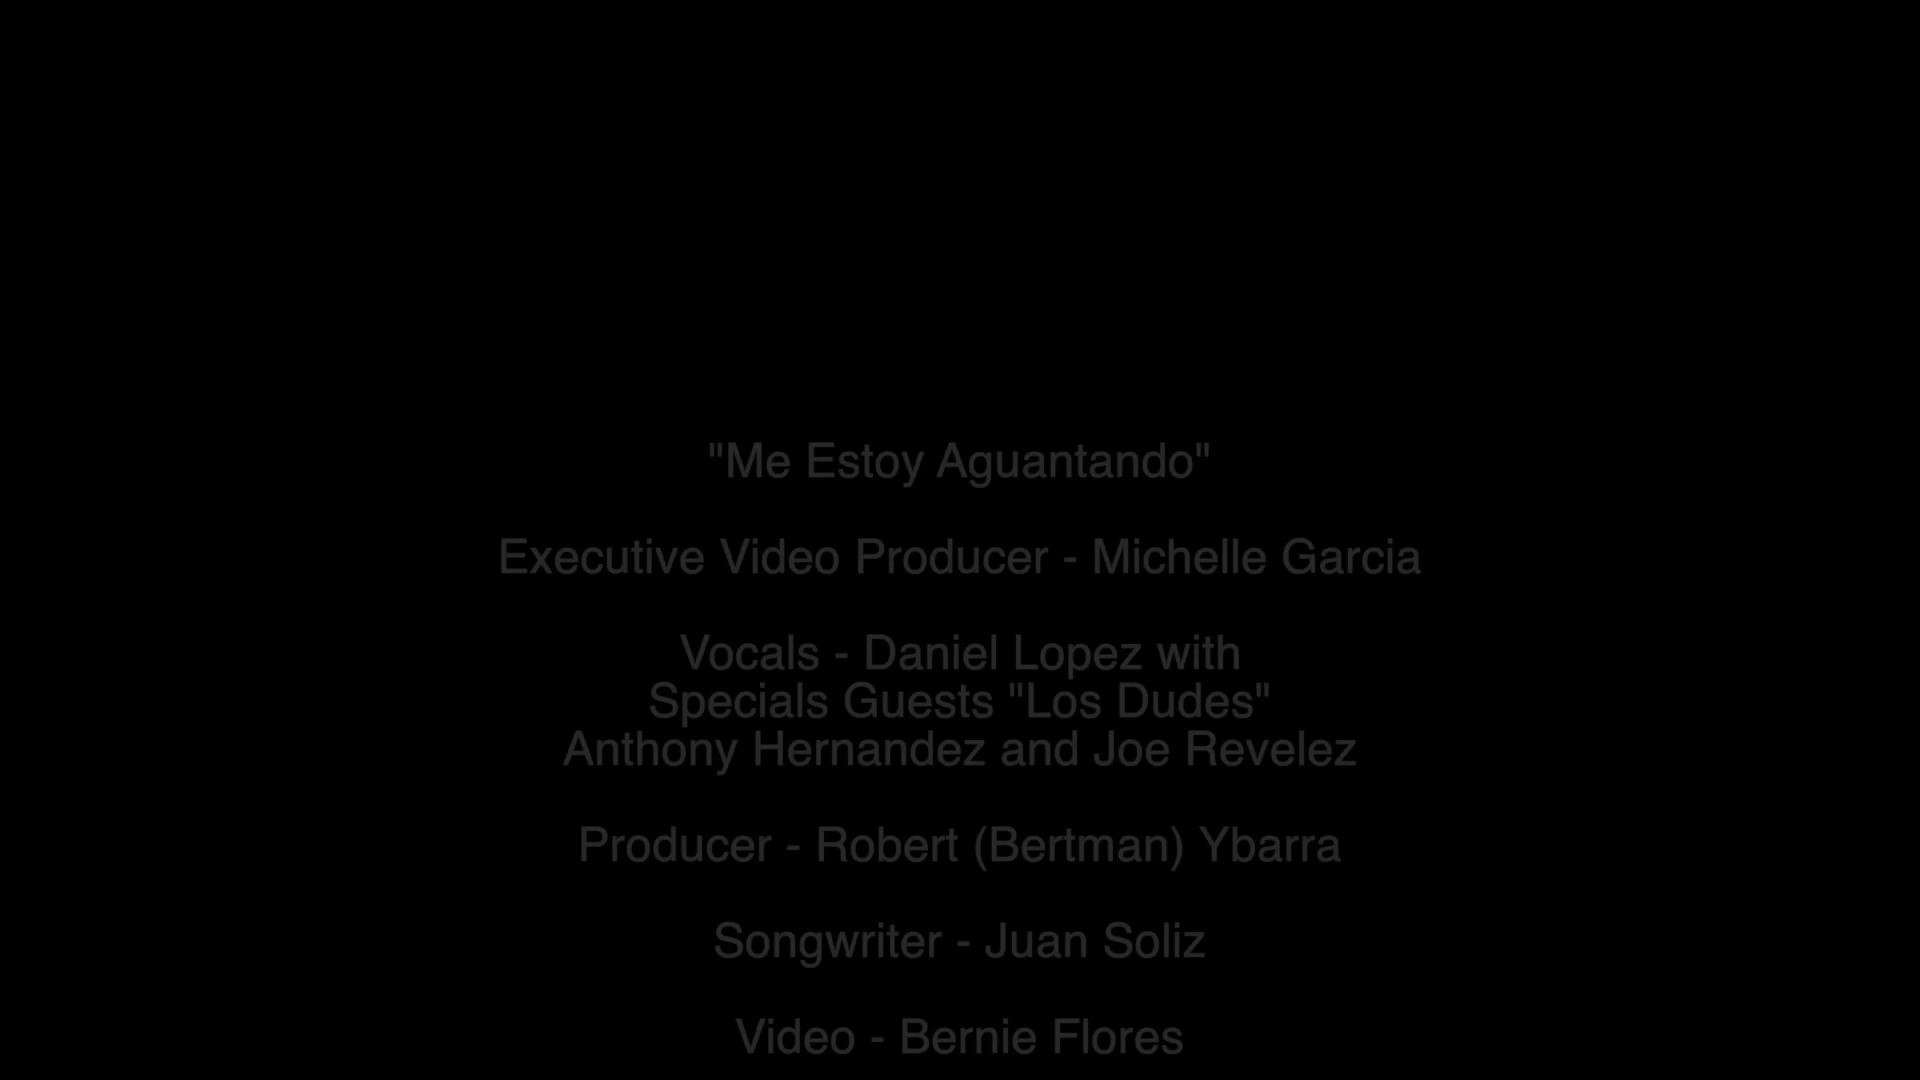 "Me Estoy Aguantando"
Executive Video Producer - Michelle Garcia
Vocals - Daniel Lopez with
Specials Guests "Los Dudes"
Anthony Hernandez and Joe Revelez
Producer - Robert (Bertman) Ybarra
Songwriter - Juan Soliz
Video - Bernie Flores